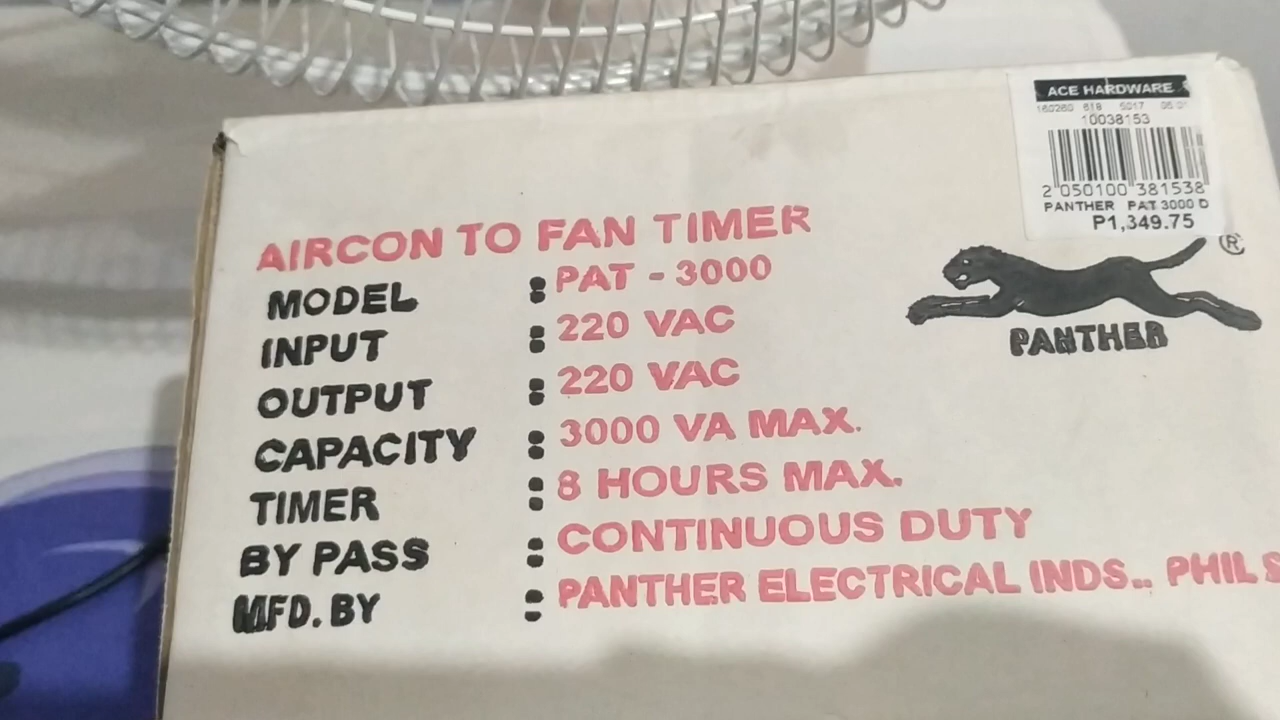 ACE HARDWARE
10038153
2 050100 381538
PANTHER PAT 3000 D
P1,349.75
®
PANTHER
AIRCON TO FAN TIMER
MODEL : PAT - 3000
INPUT : 220 VAC
OUTPUT : 220 VAC
CAPACITY : 3000 VA MAX.
TIMER : 8 HOURS MAX.
BY PASS : CONTINUOUS DUTY
MFD. BY : PANTHER ELECTRICAL INDS.. PHILS